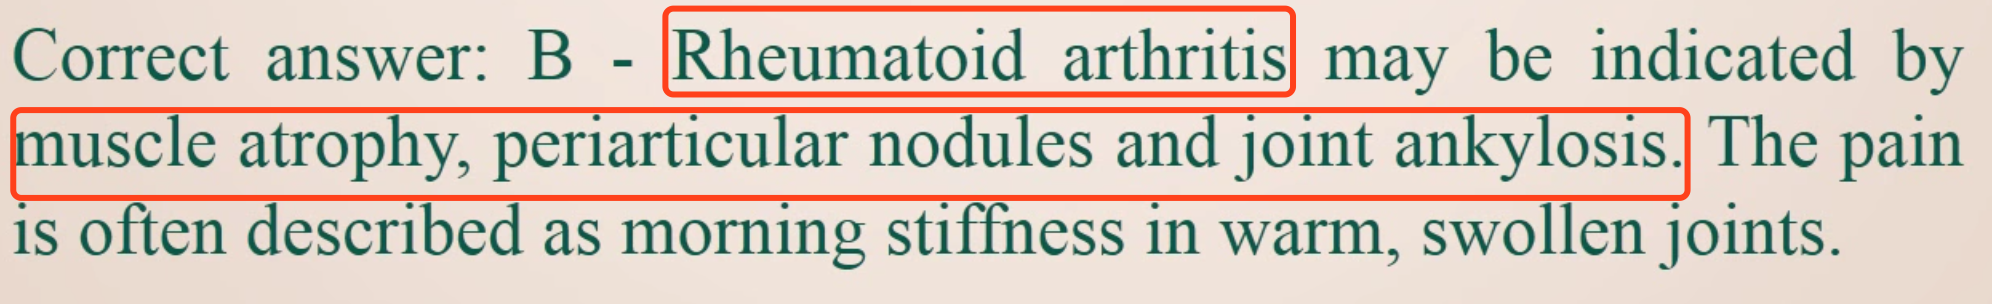 Correct answer: B - Rheumatoid arthritis may be indicated by
muscle atrophy, periarticular nodules and joint ankylosis. The pain
is often described as morning stiffness in warm, swollen joints.